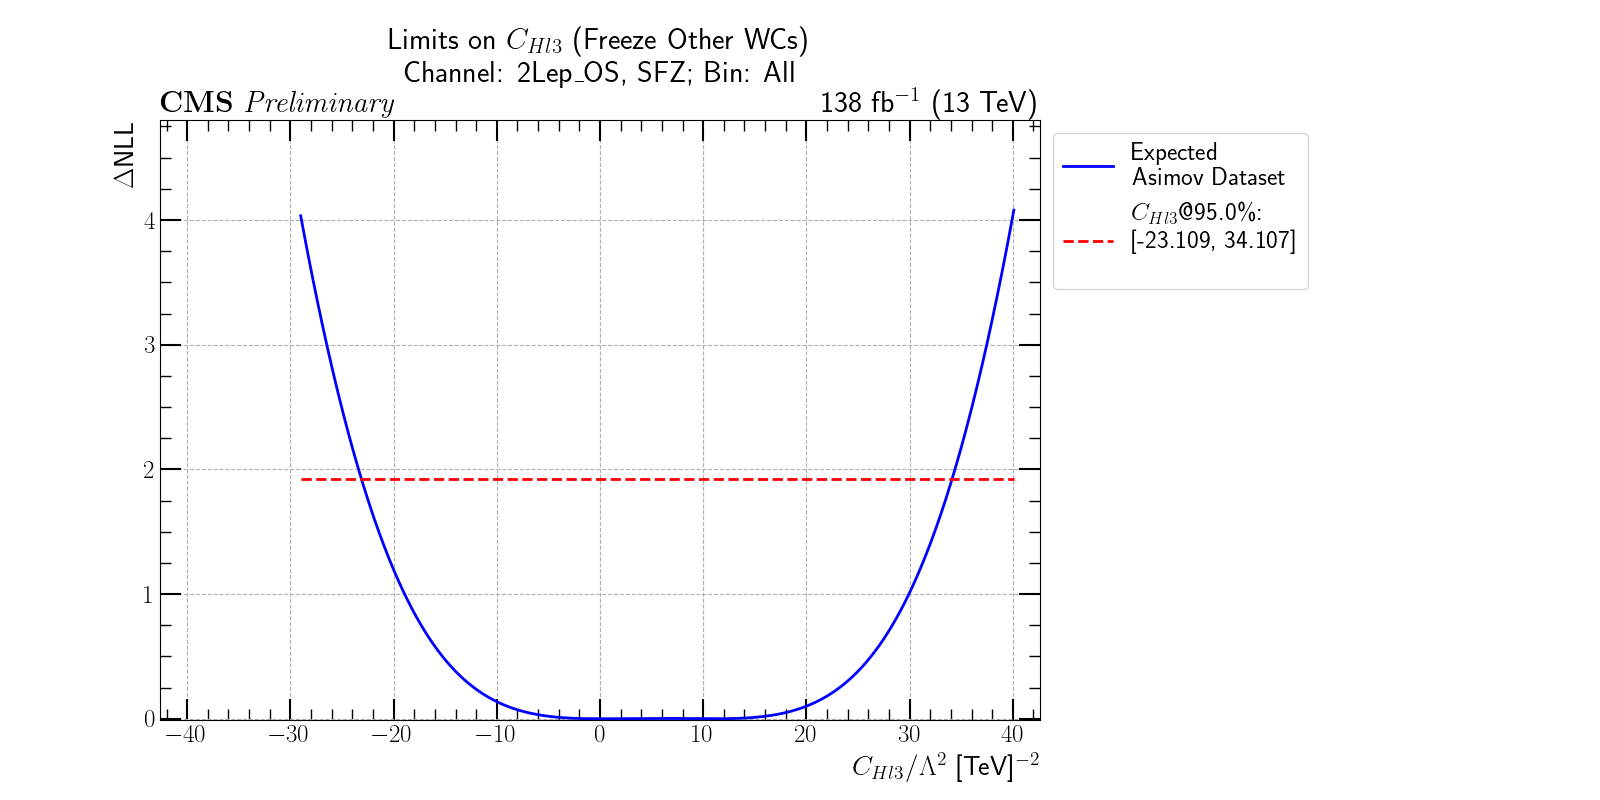 Limits on C_{Hl3} (Freeze Other WCs)
Channel: 2Lep_OS, SFZ; Bin: All
CMS Preliminary
138 fb^{-1} (13 TeV)
ΔNLL
4
3
2
1
0
−40
−30
−20
−10
0
10
20
30
40
C_{Hl3}/Λ^{2} [TeV]^{−2}
Expected
Asimov Dataset
C_{Hl3}@95.0%:
[-23.109, 34.107]